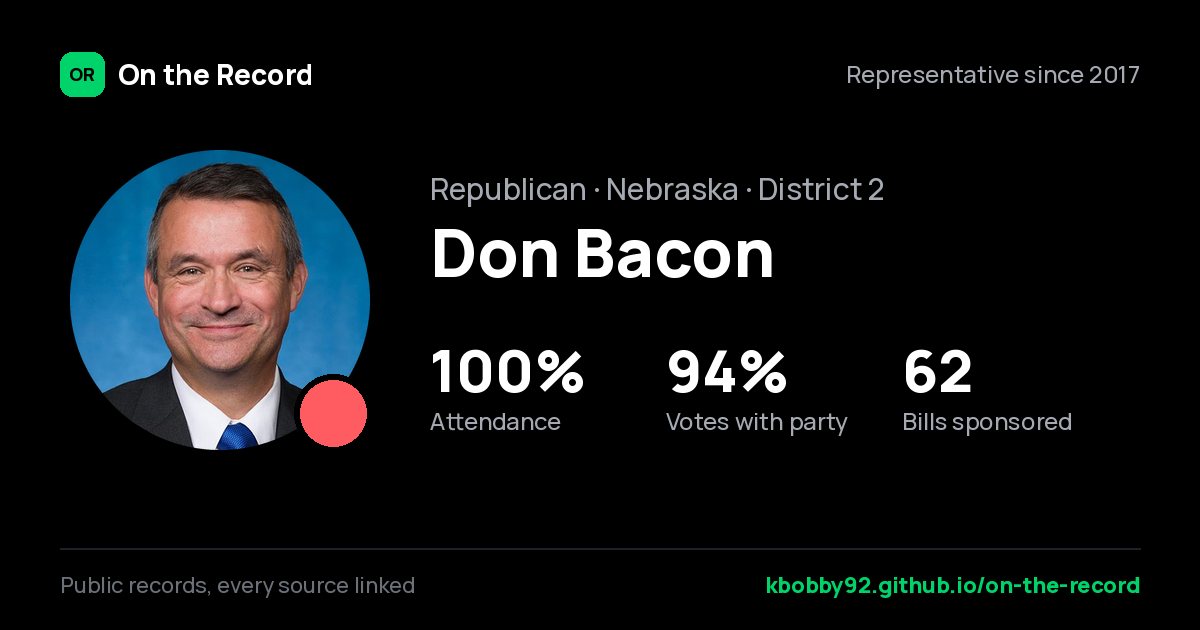 OR On the Record
Representative since 2017
Republican · Nebraska · District 2
Don Bacon
100% 94% 62
Attendance Votes with party Bills sponsored
Public records, every source linked
kbobby92.github.io/on-the-record